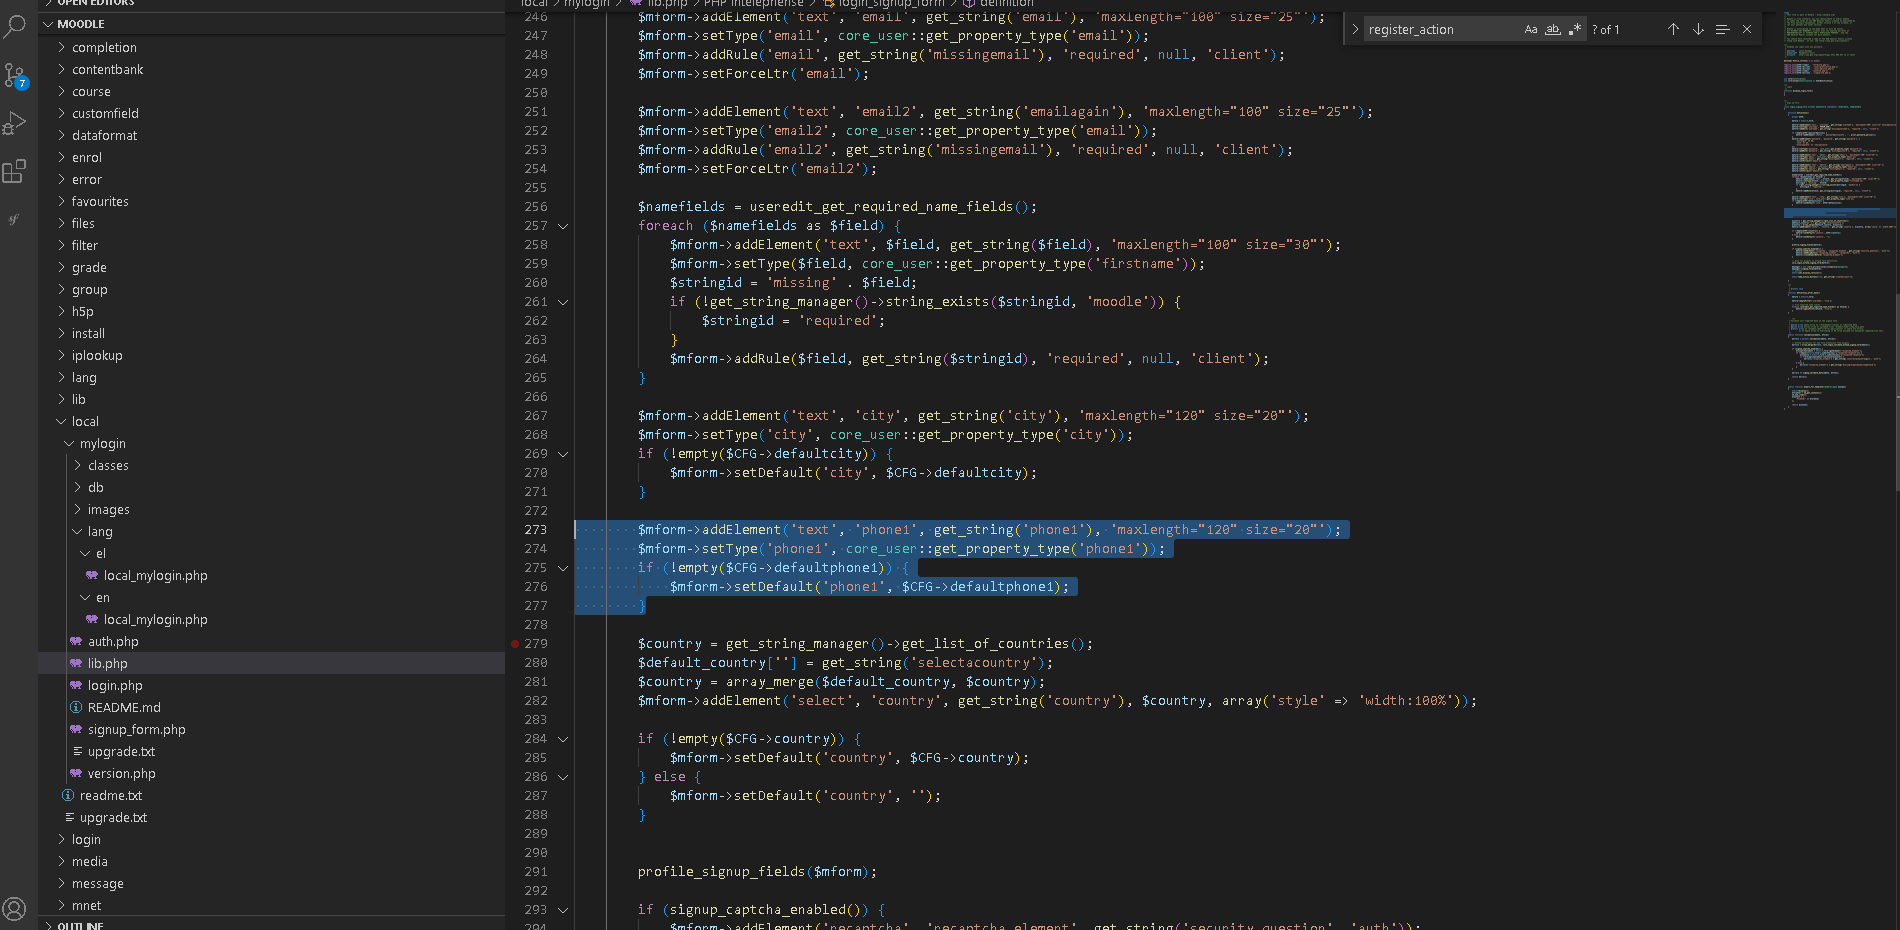 OPEN EDITORS
MOODLE
completion
contentbank
course
customfield
dataformat
enrol
error
favourites
files
filter
grade
group
h5p
install
iplookup
lang
lib
local
mylogin
classes
db
images
lang
el
local_mylogin.php
en
local_mylogin.php
auth.php
lib.php
login.php
README.md
signup_form.php
upgrade.txt
version.php
readme.txt
upgrade.txt
login
media
message
mnet
OUTLINE
7
local > mylogin > lib.php > PHP Intelephense > login_signup_form > definition
register_action Aa ab .* ? of 1
246 $mform->addElement('text', 'email', get_string('email'), 'maxlength="100" size="25"');
247 $mform->setType('email', core_user::get_property_type('email'));
248 $mform->addRule('email', get_string('missingemail'), 'required', null, 'client');
249 $mform->setForceLtr('email');
250
251 $mform->addElement('text', 'email2', get_string('emailagain'), 'maxlength="100" size="25"');
252 $mform->setType('email2', core_user::get_property_type('email'));
253 $mform->addRule('email2', get_string('missingemail'), 'required', null, 'client');
254 $mform->setForceLtr('email2');
255
256 $namefields = useredit_get_required_name_fields();
257 foreach ($namefields as $field) {
258 $mform->addElement('text', $field, get_string($field), 'maxlength="100" size="30"');
259 $mform->setType($field, core_user::get_property_type('firstname'));
260 $stringid = 'missing' . $field;
261 if (!get_string_manager()->string_exists($stringid, 'moodle')) {
262 $stringid = 'required';
263 }
264 $mform->addRule($field, get_string($stringid), 'required', null, 'client');
265 }
266
267 $mform->addElement('text', 'city', get_string('city'), 'maxlength="120" size="20"');
268 $mform->setType('city', core_user::get_property_type('city'));
269 if (!empty($CFG->defaultcity)) {
270 $mform->setDefault('city', $CFG->defaultcity);
271 }
272
273 $mform->addElement('text', 'phone1', get_string('phone1'), 'maxlength="120" size="20"');
274 $mform->setType('phone1', core_user::get_property_type('phone1'));
275 if (!empty($CFG->defaultphone1)) {
276 $mform->setDefault('phone1', $CFG->defaultphone1);
277 }
278
279 $country = get_string_manager()->get_list_of_countries();
280 $default_country[''] = get_string('selectacountry');
281 $country = array_merge($default_country, $country);
282 $mform->addElement('select', 'country', get_string('country'), $country, array('style' => 'width:100%'));
283
284 if (!empty($CFG->country)) {
285 $mform->setDefault('country', $CFG->country);
286 } else {
287 $mform->setDefault('country', '');
288 }
289
290
291 profile_signup_fields($mform);
292
293 if (signup_captcha_enabled()) {
294 $mform->addElement('recaptcha', 'recaptcha_element', get_string('security_question', 'auth'));